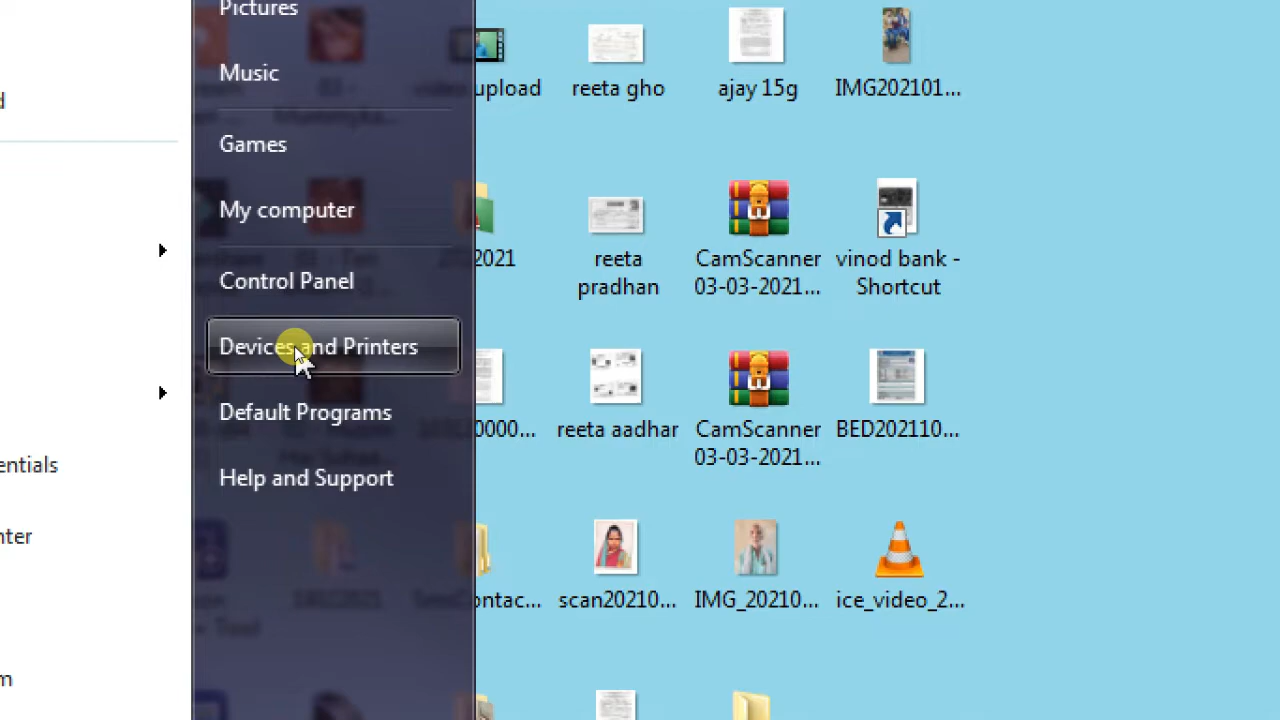 Pictures
Music
Games
My computer
Control Panel
Devices and Printers
Default Programs
Help and Support
d
entials
nter
m
upload
reeta gho
ajay 15g
IMG202101...
2021
reeta
pradhan
CamScanner
03-03-2021...
vinod bank -
Shortcut
0000...
reeta aadhar
CamScanner
03-03-2021...
BED202110...
Contac...
scan20210...
IMG_20210...
ice_video_2...